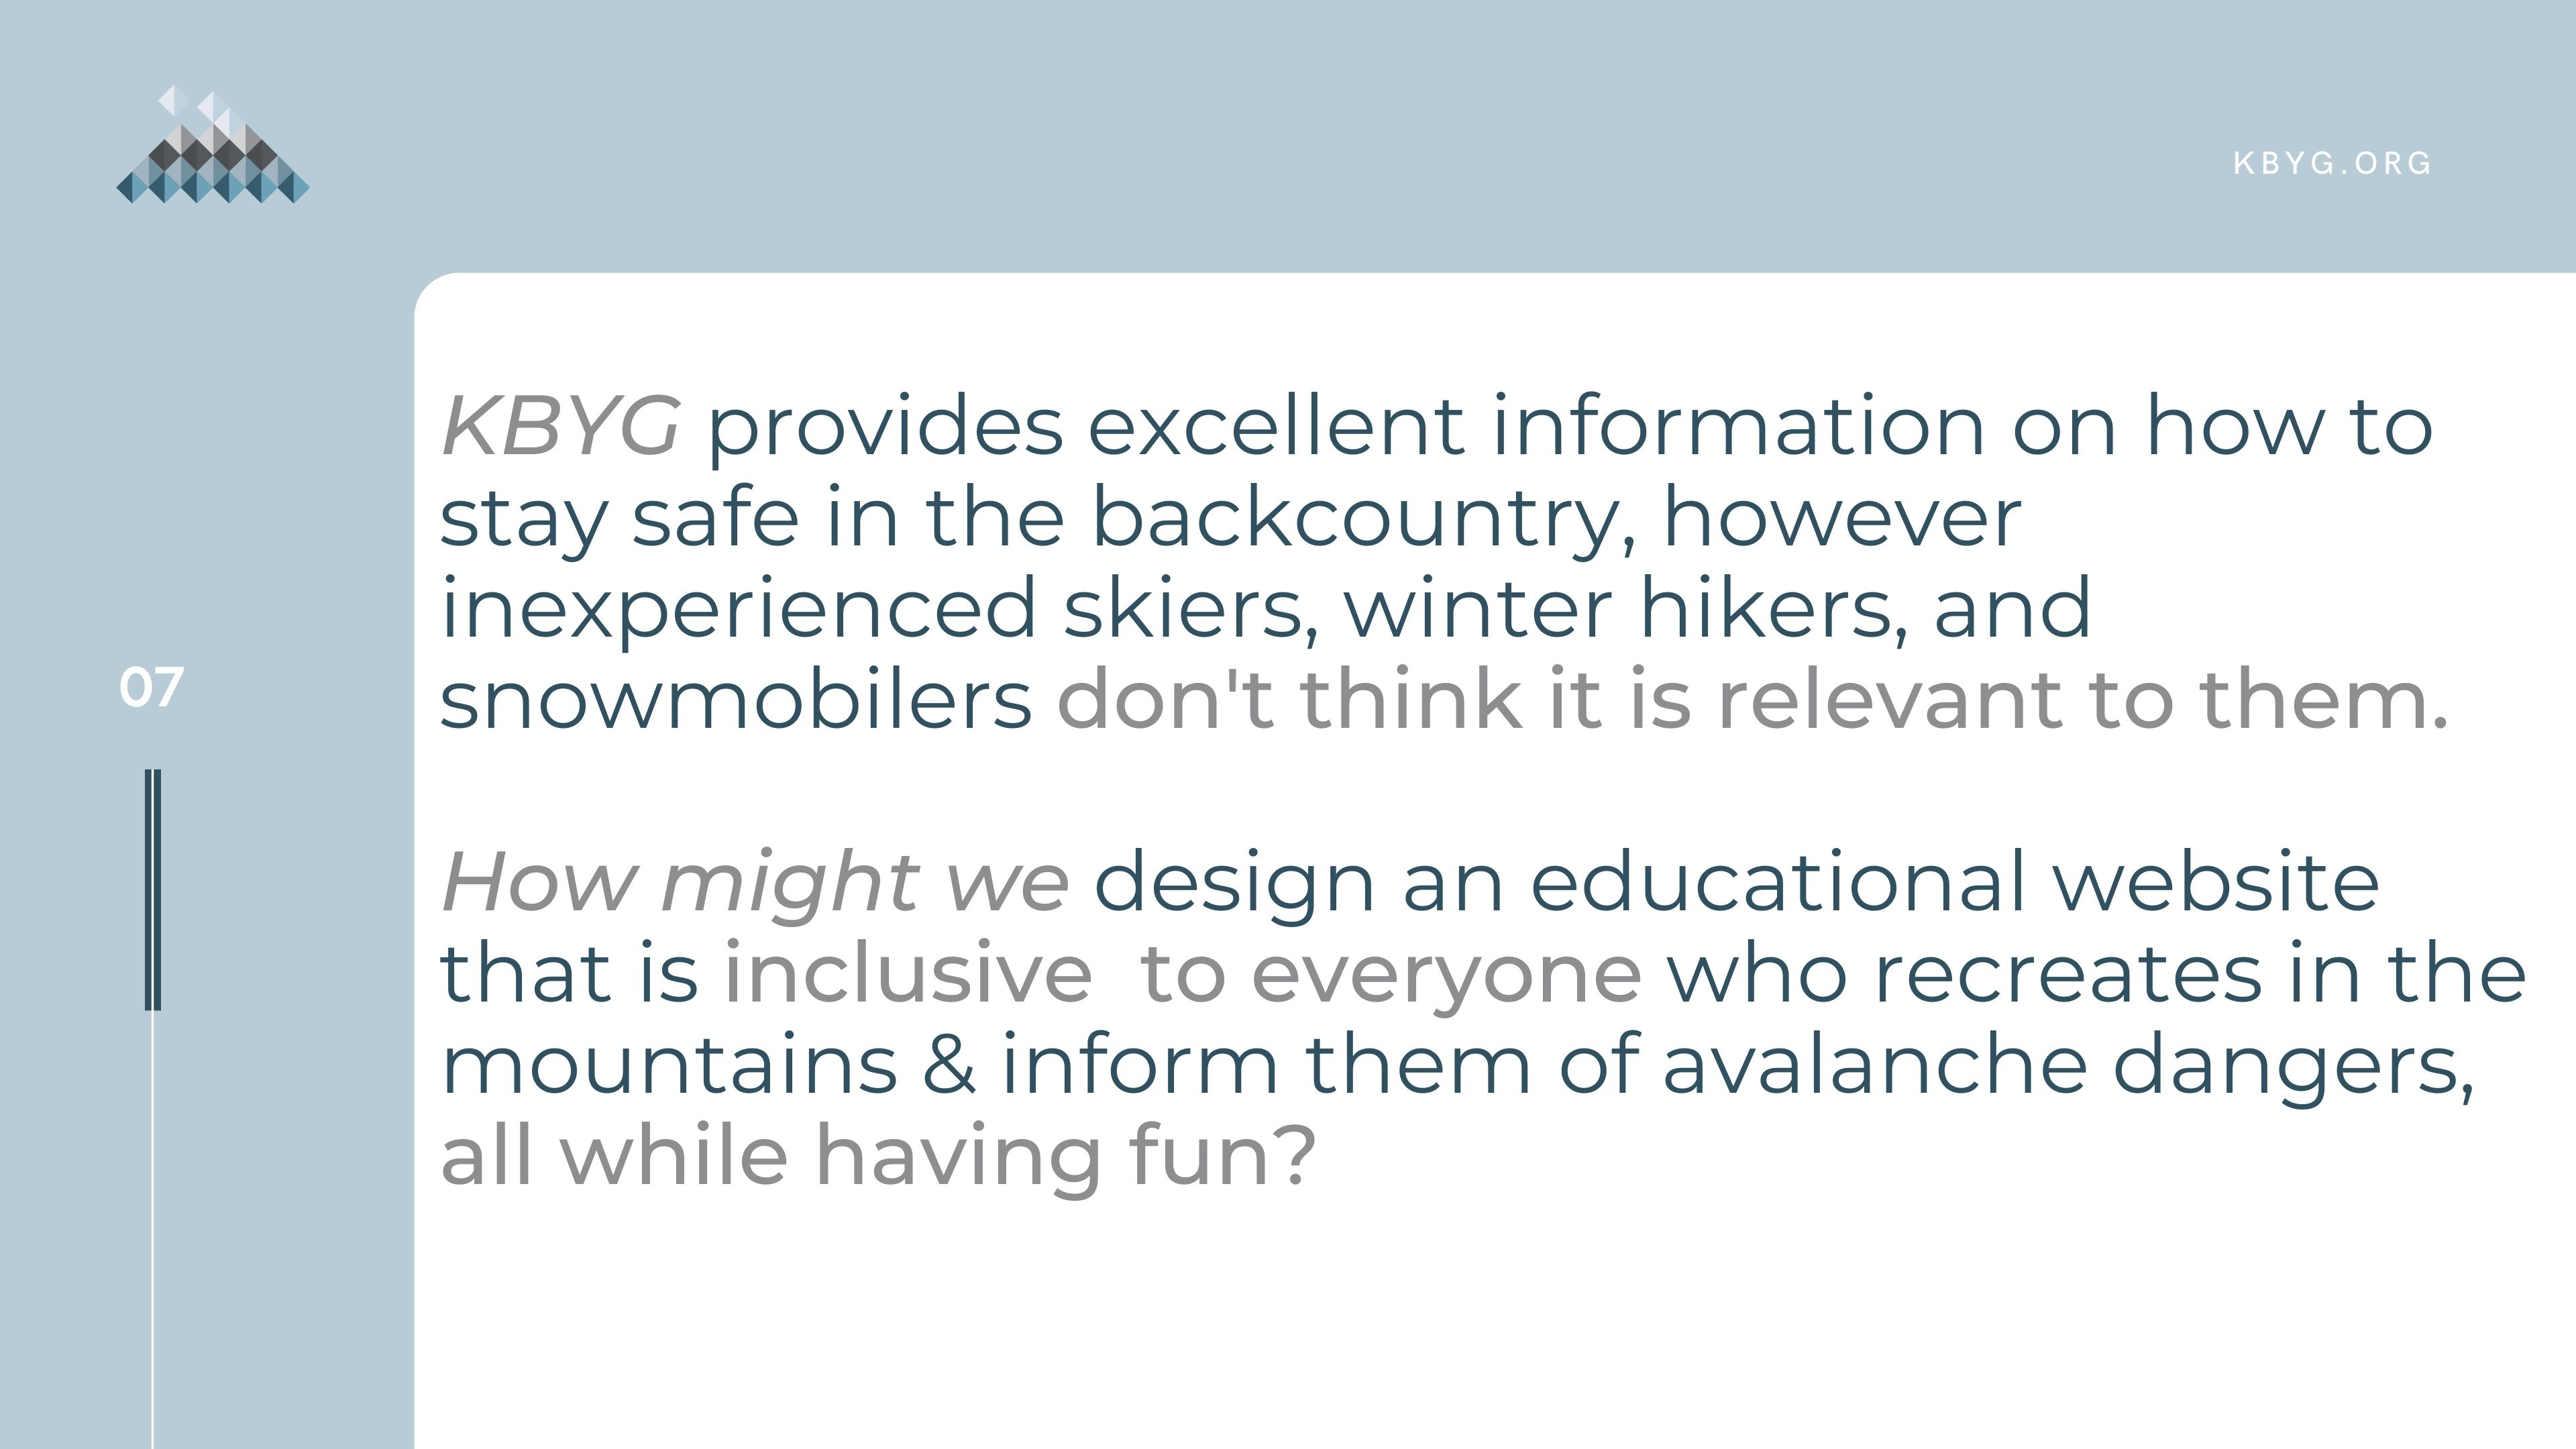 KBYG.ORG
KBYG provides excellent information on how to
stay safe in the backcountry, however
inexperienced skiers, winter hikers, and
snowmobilers don't think it is relevant to them.
How might we design an educational website
that is inclusive  to everyone who recreates in the
mountains & inform them of avalanche dangers,
all while having fun?
07